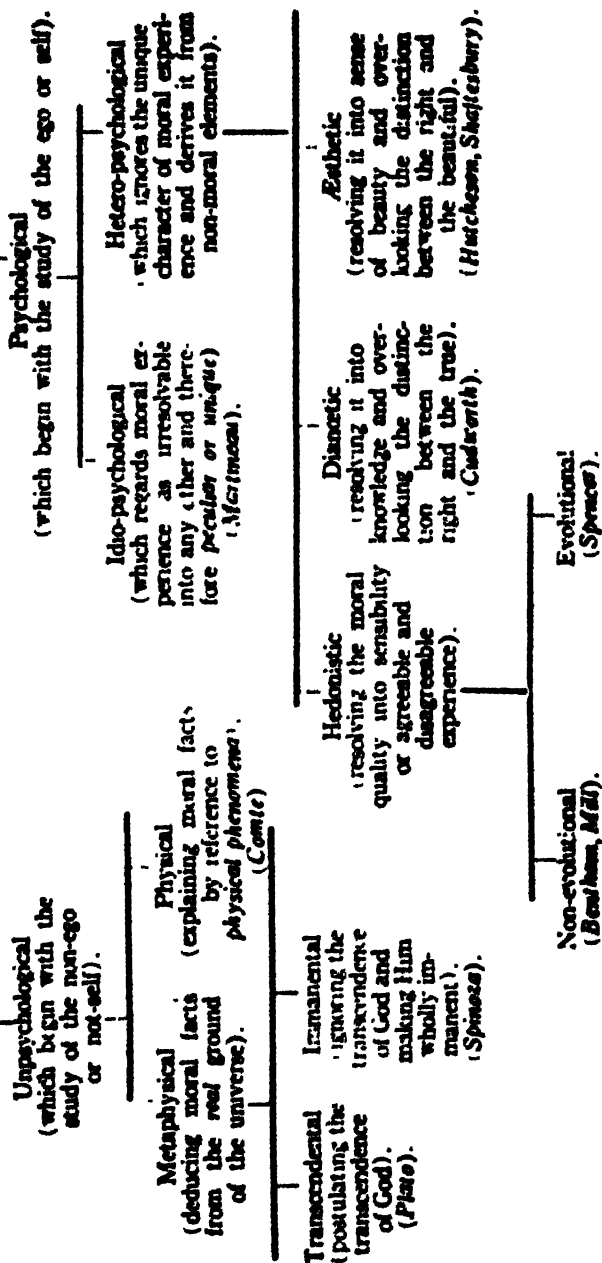 Unpsychological
(which begin with the
study of the non-ego
or not-self).
Psychological
(which begin with the study of the ego or self).
Metaphysical
(deducing moral facts
from the real ground
of the universe).
Physical
(explaining moral facts
by reference to
physical phenomena).
(Comte)
Idio-psychological
(which regards moral ex-
perience as irresolvable
into any other and there-
fore peculiar or unique)
(Martineau).
Hetero-psychological
(which ignores the unique
character of moral experi-
ence and derives it from
non-moral elements).
Transcendental
(postulating the
transcendence
of God).
(Plato).
Immanental
(ignoring the
transcendence
of God and
making Him
wholly im-
manent).
(Spinoza).
Hedonistic
(resolving the moral
quality into sensibility
or agreeable and
disagreeable
experience).
Dianoetic
(resolving it into
knowledge and over-
looking the distinc-
tion between the
right and the true).
(Cudworth).
Æsthetic
(resolving it into sense
of beauty and over-
looking the distinction
between the right and
the beautiful).
(Hutcheson, Shaftesbury).
Non-evolutional
(Bentham, Mill).
Evolutional
(Spencer).